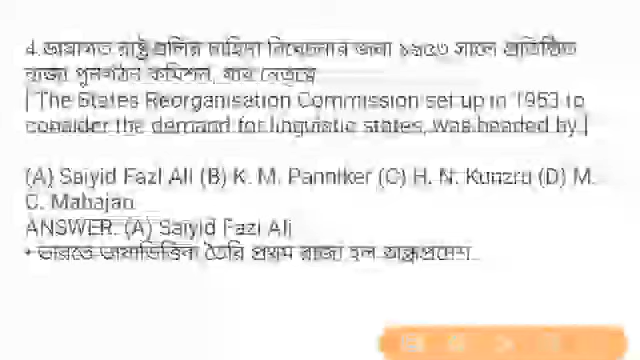 4.ভাষাগত রাষ্ট্র গুলির চাহিদা বিবেচনার জন্য ১৯৫৩ সালে প্রতিষ্ঠিত
রাজ্য পুনর্গঠন কমিশন, যার নেতৃত্বে
| The States Reorganisation Commission set up in 1953 to
consider the demand for linguistic states, was headed by |
(A) Saiyid Fazl Ali (B) K. M. Panniker (C) H. N. Kunzru (D) M.
C. Mahajan
ANSWER. (A) Saiyid Fazl Ali
• ভারতে ভাষাভিত্তিক তৈরি প্রথম রাজ্য হল অন্ধ্রপ্রদেশ